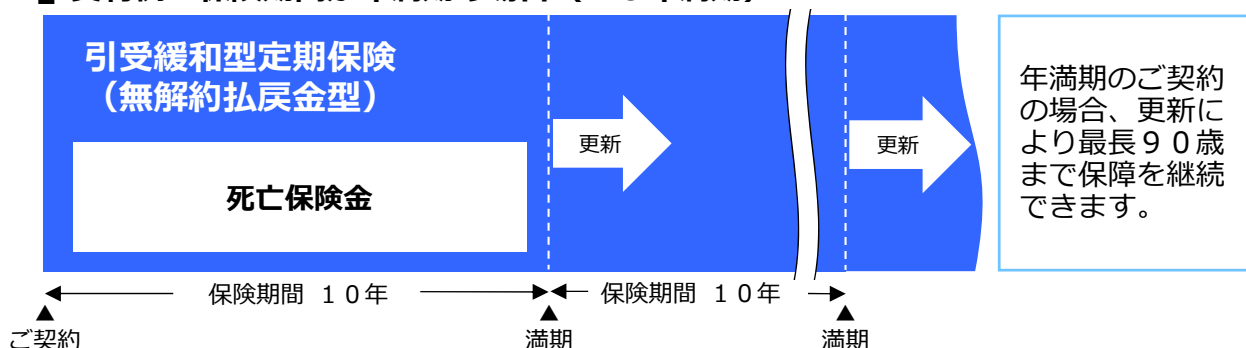 引受緩和型定期保険
（無解約払戻金型）
死亡保険金
更新
更新
年満期のご契約
の場合、更新に
より最長９０歳
まで保障を継続
できます。
保険期間 １０年
保険期間 １０年
ご契約
満期
満期